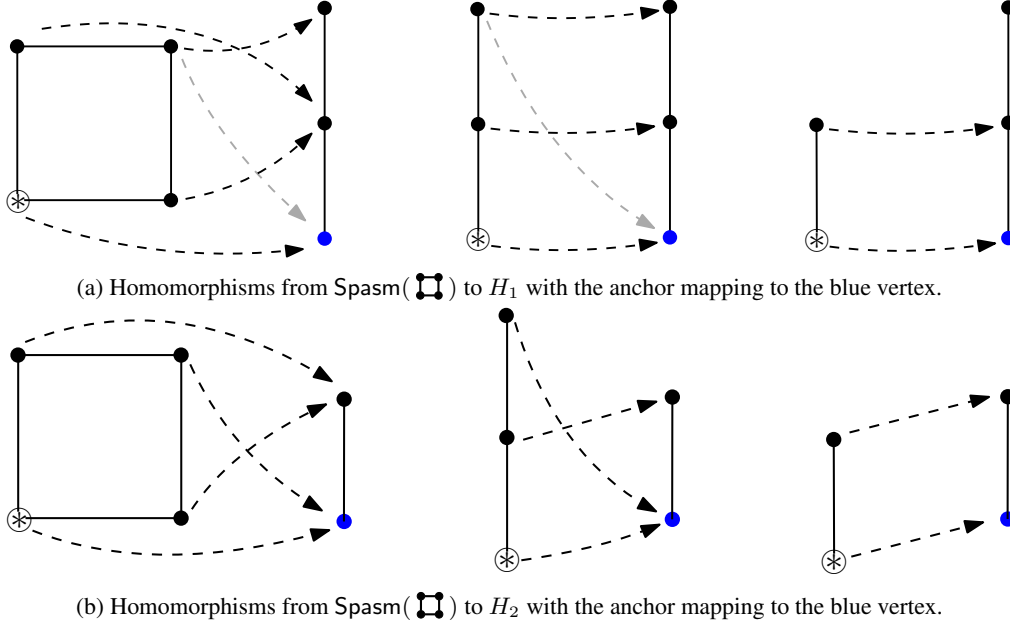 (a) Homomorphisms from Spasm( ) to H₁ with the anchor mapping to the blue vertex.
(b) Homomorphisms from Spasm( ) to H₂ with the anchor mapping to the blue vertex.